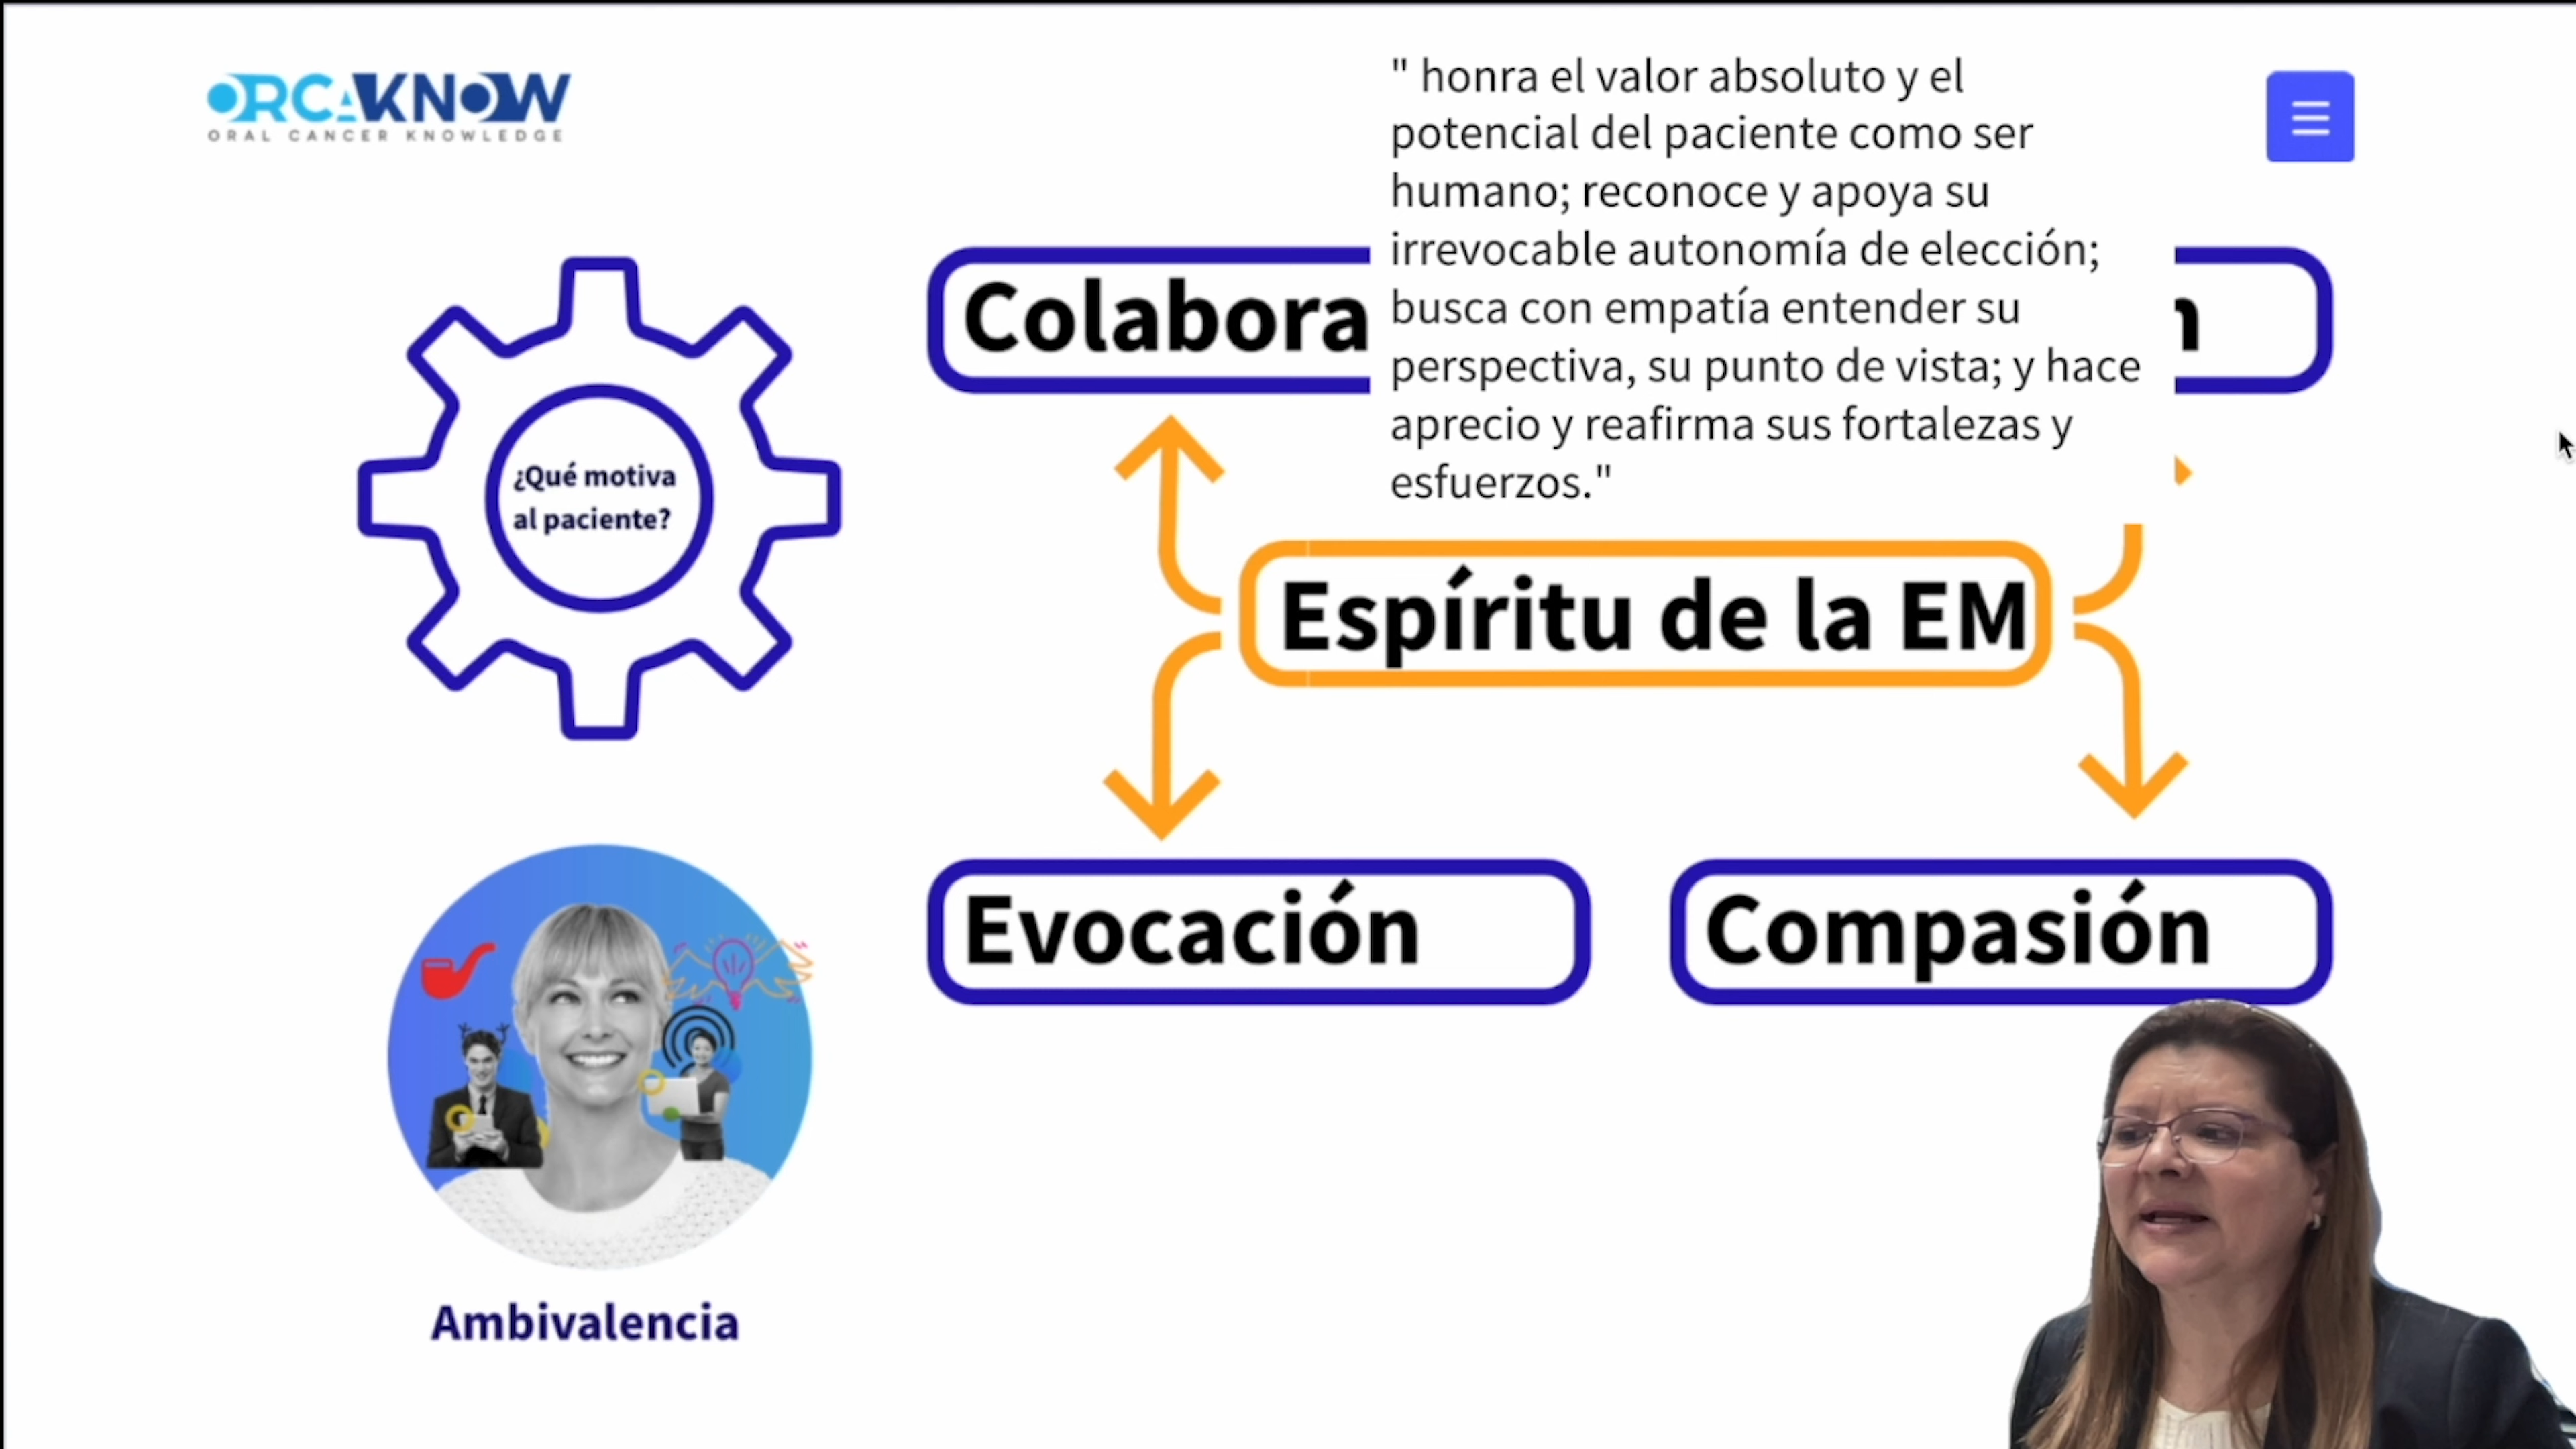 ORCAKNOW
ORAL CANCER KNOWLEDGE
" honra el valor absoluto y el
potencial del paciente como ser
humano; reconoce y apoya su
irrevocable autonomía de elección;
busca con empatía entender su
perspectiva, su punto de vista; y hace
aprecio y reafirma sus fortalezas y
esfuerzos."
Colabora
n
¿Qué motiva
al paciente?
Espíritu de la EM
Evocación
Compasión
Ambivalencia